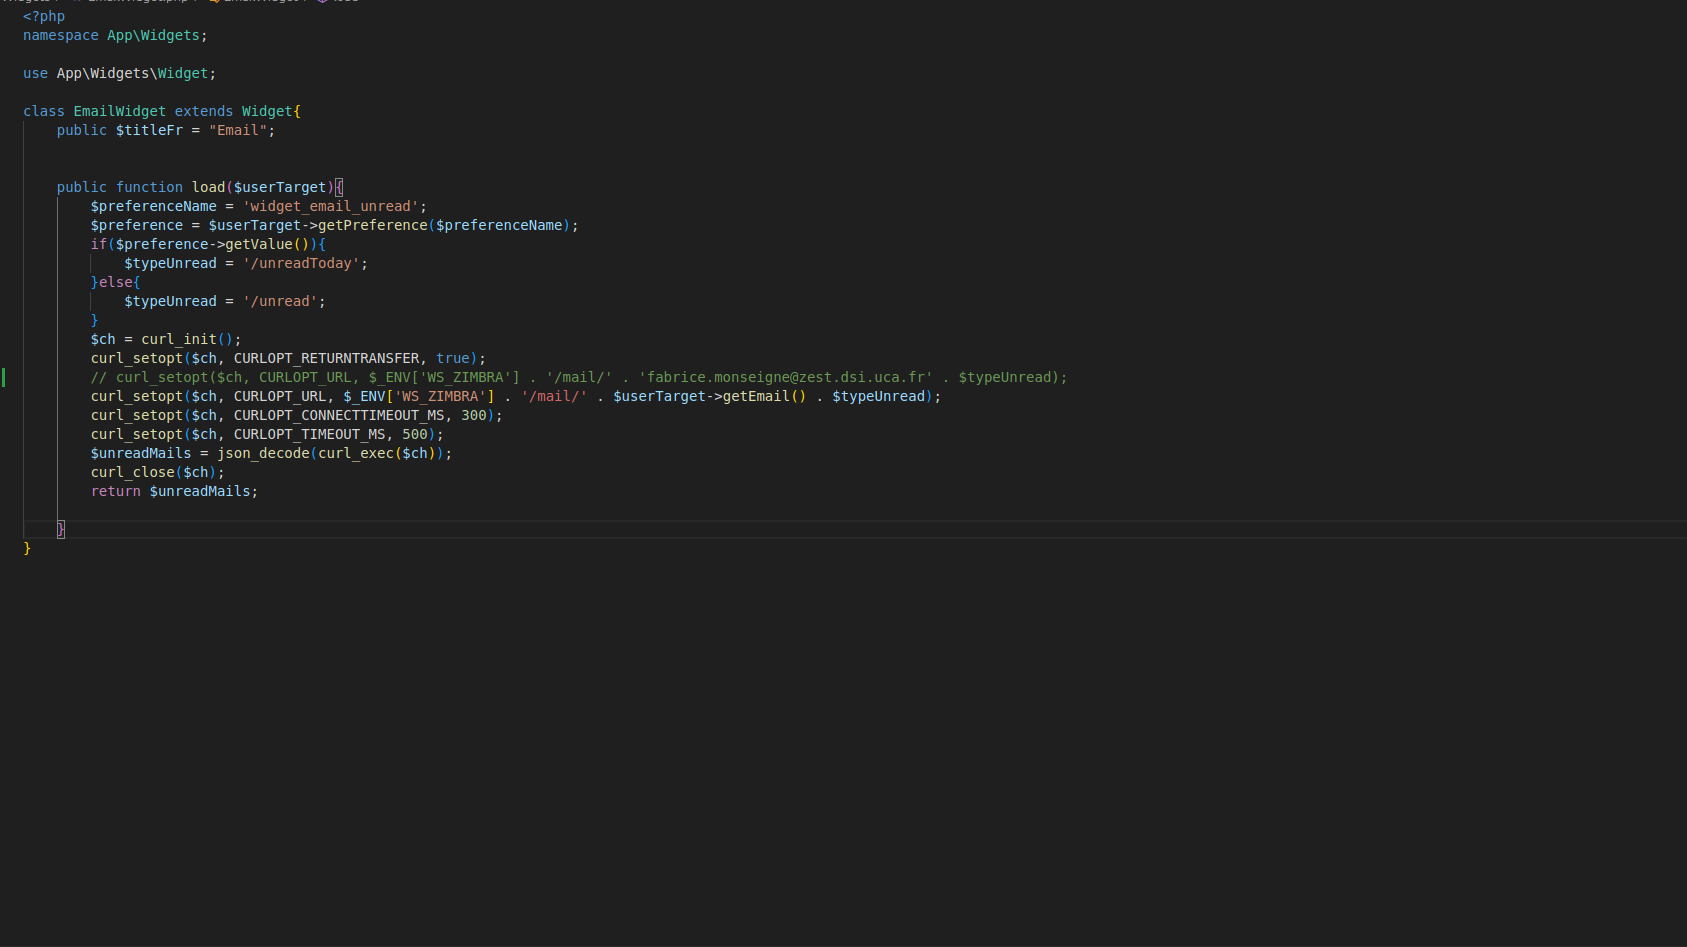 <?php
namespace App\Widgets;
use App\Widgets\Widget;
class EmailWidget extends Widget{
public $titleFr = "Email";
public function load($userTarget){
$preferenceName = 'widget_email_unread';
$preference = $userTarget->getPreference($preferenceName);
if($preference->getValue()){
$typeUnread = '/unreadToday';
}else{
$typeUnread = '/unread';
}
$ch = curl_init();
curl_setopt($ch, CURLOPT_RETURNTRANSFER, true);
// curl_setopt($ch, CURLOPT_URL, $_ENV['WS_ZIMBRA'] . '/mail/' . 'fabrice.monseigne@zest.dsi.uca.fr' . $typeUnread);
curl_setopt($ch, CURLOPT_URL, $_ENV['WS_ZIMBRA'] . '/mail/' . $userTarget->getEmail() . $typeUnread);
curl_setopt($ch, CURLOPT_CONNECTTIMEOUT_MS, 300);
curl_setopt($ch, CURLOPT_TIMEOUT_MS, 500);
$unreadMails = json_decode(curl_exec($ch));
curl_close($ch);
return $unreadMails;
}
}